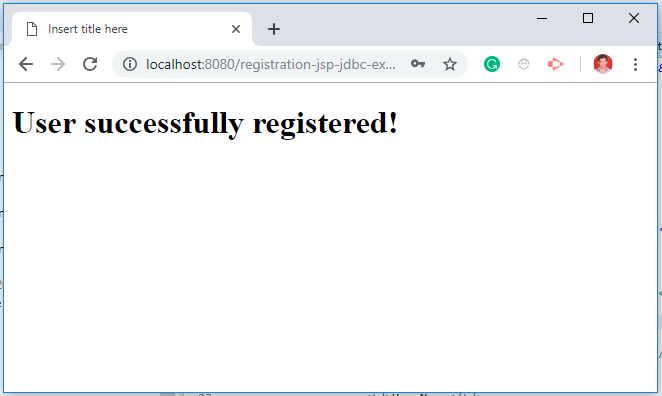 Insert title here
localhost:8080/registration-jsp-jdbc-ex...
User successfully registered!